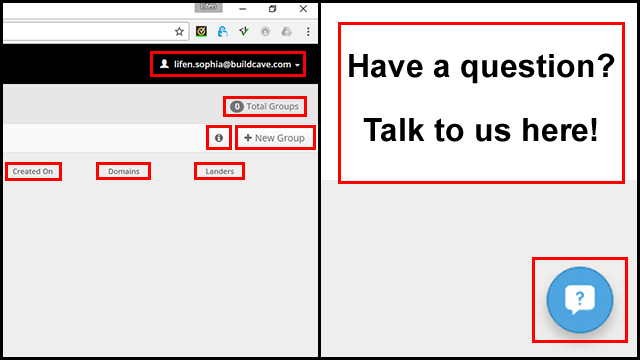 Lifen
lifen.sophia@buildcave.com
0 Total Groups
+ New Group
Created On Domains Landers
Have a question?
Talk to us here!
?